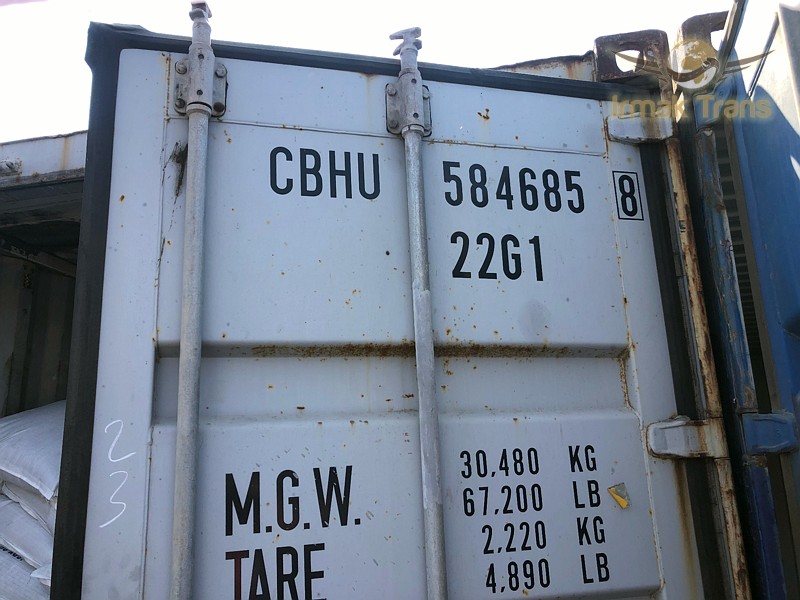 Irmak Trans
CBHU 584685 8
22G1
23
M.G.W. 30,480 KG
67,200 LB
TARE 2,220 KG
4,890 LB